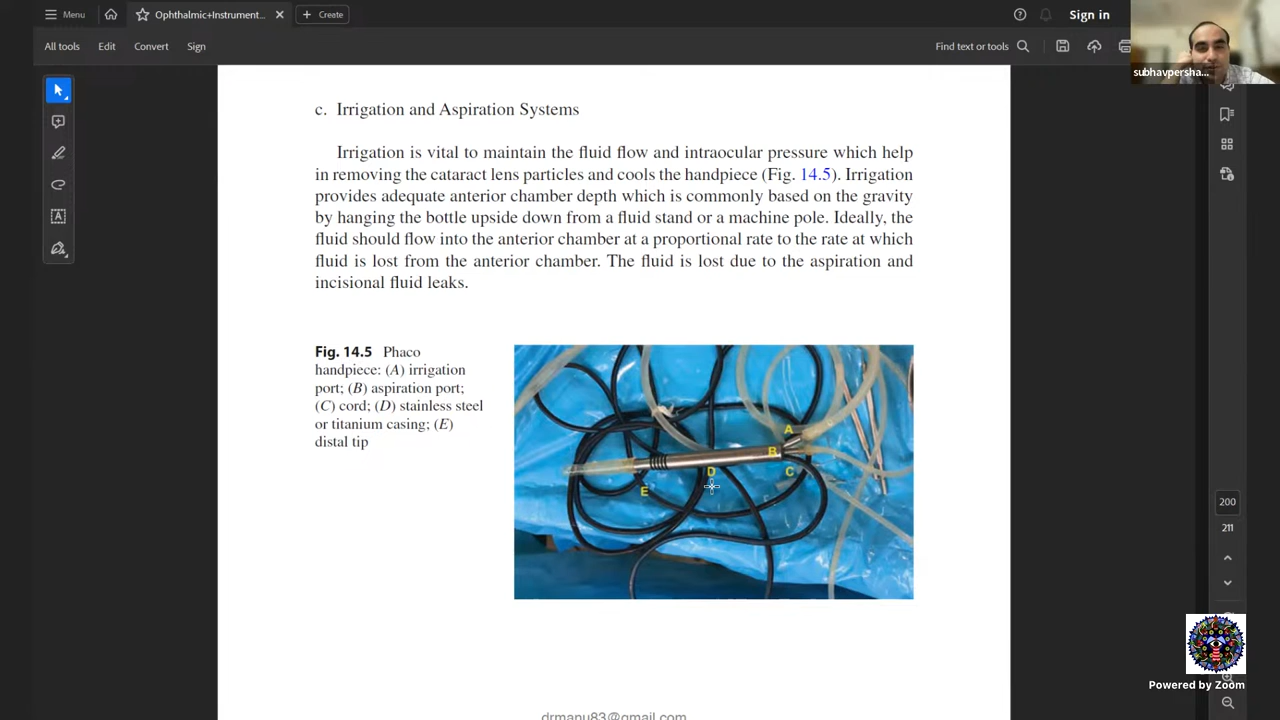 Menu
Ophthalmic+Instrument...
Create
Sign in
All tools
Edit
Convert
Sign
Find text or tools
subhavpersha...
c. Irrigation and Aspiration Systems
Irrigation is vital to maintain the fluid flow and intraocular pressure which help
in removing the cataract lens particles and cools the handpiece (Fig. 14.5). Irrigation
provides adequate anterior chamber depth which is commonly based on the gravity
by hanging the bottle upside down from a fluid stand or a machine pole. Ideally, the
fluid should flow into the anterior chamber at a proportional rate to the rate at which
fluid is lost from the anterior chamber. The fluid is lost due to the aspiration and
incisional fluid leaks.
Fig. 14.5 Phaco
handpiece: (A) irrigation
port; (B) aspiration port;
(C) cord; (D) stainless steel
or titanium casing; (E)
distal tip
A
B
C
D
E
200
211
drmanu83@gmail.com
Powered by Zoom